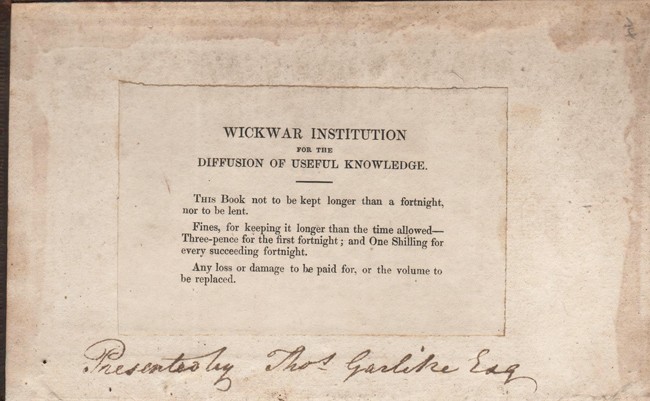 WICKWAR INSTITUTION
FOR THE
DIFFUSION OF USEFUL KNOWLEDGE.
THIS Book not to be kept longer than a fortnight,
nor to be lent.
Fines, for keeping it longer than the time allowed—
Three-pence for the first fortnight; and One Shilling for
every succeeding fortnight.
Any loss or damage to be paid for, or the volume to
be replaced.
Presented by Thos Garlike Esq